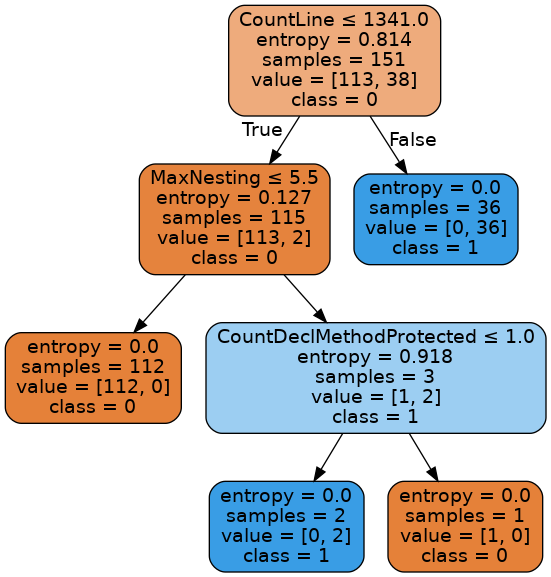 CountLine ≤ 1341.0
entropy = 0.814
samples = 151
value = [113, 38]
class = 0
True
False
MaxNesting ≤ 5.5
entropy = 0.127
samples = 115
value = [113, 2]
class = 0
entropy = 0.0
samples = 36
value = [0, 36]
class = 1
entropy = 0.0
samples = 112
value = [112, 0]
class = 0
CountDeclMethodProtected ≤ 1.0
entropy = 0.918
samples = 3
value = [1, 2]
class = 1
entropy = 0.0
samples = 2
value = [0, 2]
class = 1
entropy = 0.0
samples = 1
value = [1, 0]
class = 0